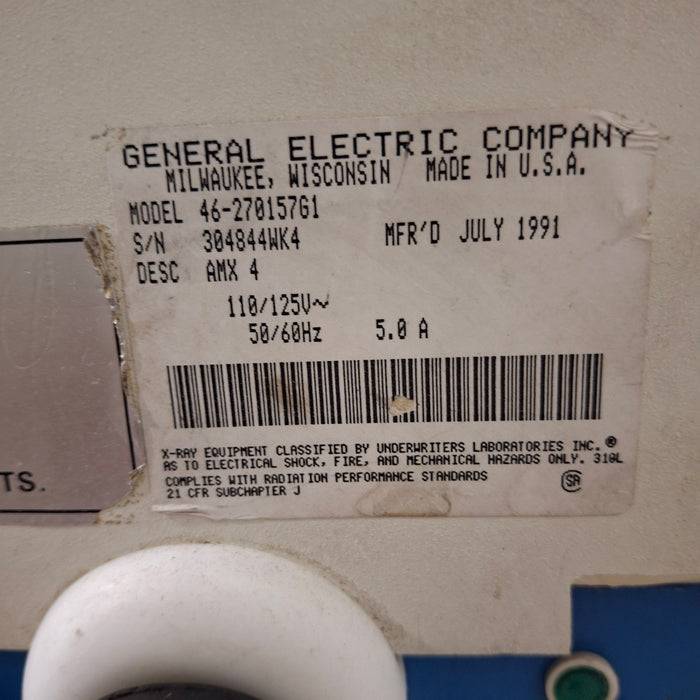 GENERAL ELECTRIC COMPANY
MILWAUKEE, WISCONSIN MADE IN U.S.A.
MODEL 46-270157G1
S/N 304844WK4 MFR'D JULY 1991
DESC AMX 4
110/125V~
50/60Hz 5.0 A
X-RAY EQUIPMENT CLASSIFIED BY UNDERWRITERS LABORATORIES INC.®
AS TO ELECTRICAL SHOCK, FIRE, AND MECHANICAL HAZARDS ONLY. 310L
COMPLIES WITH RADIATION PERFORMANCE STANDARDS
21 CFR SUBCHAPTER J
SA
TS.